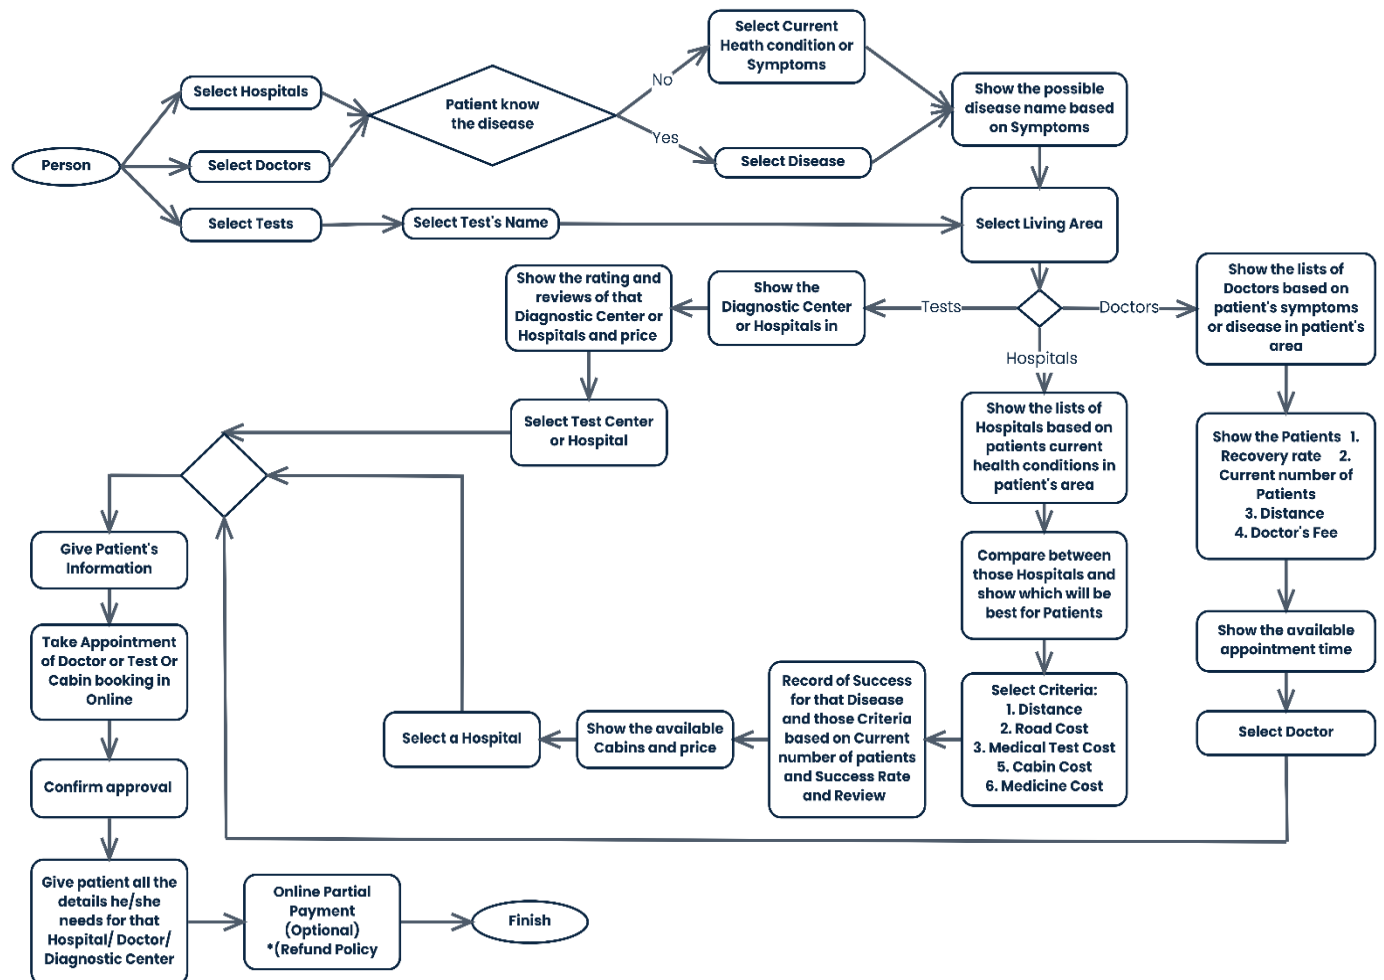 Select Current
Heath condition or
Symptoms
No
Select Hospitals
Patient know
the disease
Show the possible
disease name based
on Symptoms
Yes
Person
Select Doctors
Select Disease
Select Tests
Select Test's Name
Select Living Area
Show the rating and
reviews of that
Diagnostic Center or
Hospitals and price
Show the
Diagnostic Center
or Hospitals in
Tests
Doctors
Show the lists of
Doctors based on
patient's symptoms
or disease in patient's
area
Hospitals
Select Test Center
or Hospital
Show the lists of
Hospitals based on
patients current
health conditions in
patient's area
Show the Patients 1.
Recovery rate 2.
Current number of
Patients
3. Distance
4. Doctor's Fee
Give Patient's
Information
Compare between
those Hospitals and
show which will be
best for Patients
Take Appointment
of Doctor or Test Or
Cabin booking in
Online
Show the available
appointment time
Select a Hospital
Show the available
Cabins and price
Record of Success
for that Disease
and those Criteria
based on Current
number of patients
and Success Rate
and Review
Select Criteria:
1. Distance
2. Road Cost
3. Medical Test Cost
5. Cabin Cost
6. Medicine Cost
Select Doctor
Confirm approval
Give patient all the
details he/she
needs for that
Hospital/ Doctor/
Diagnostic Center
Online Partial
Payment
(Optional)
*(Refund Policy
Finish